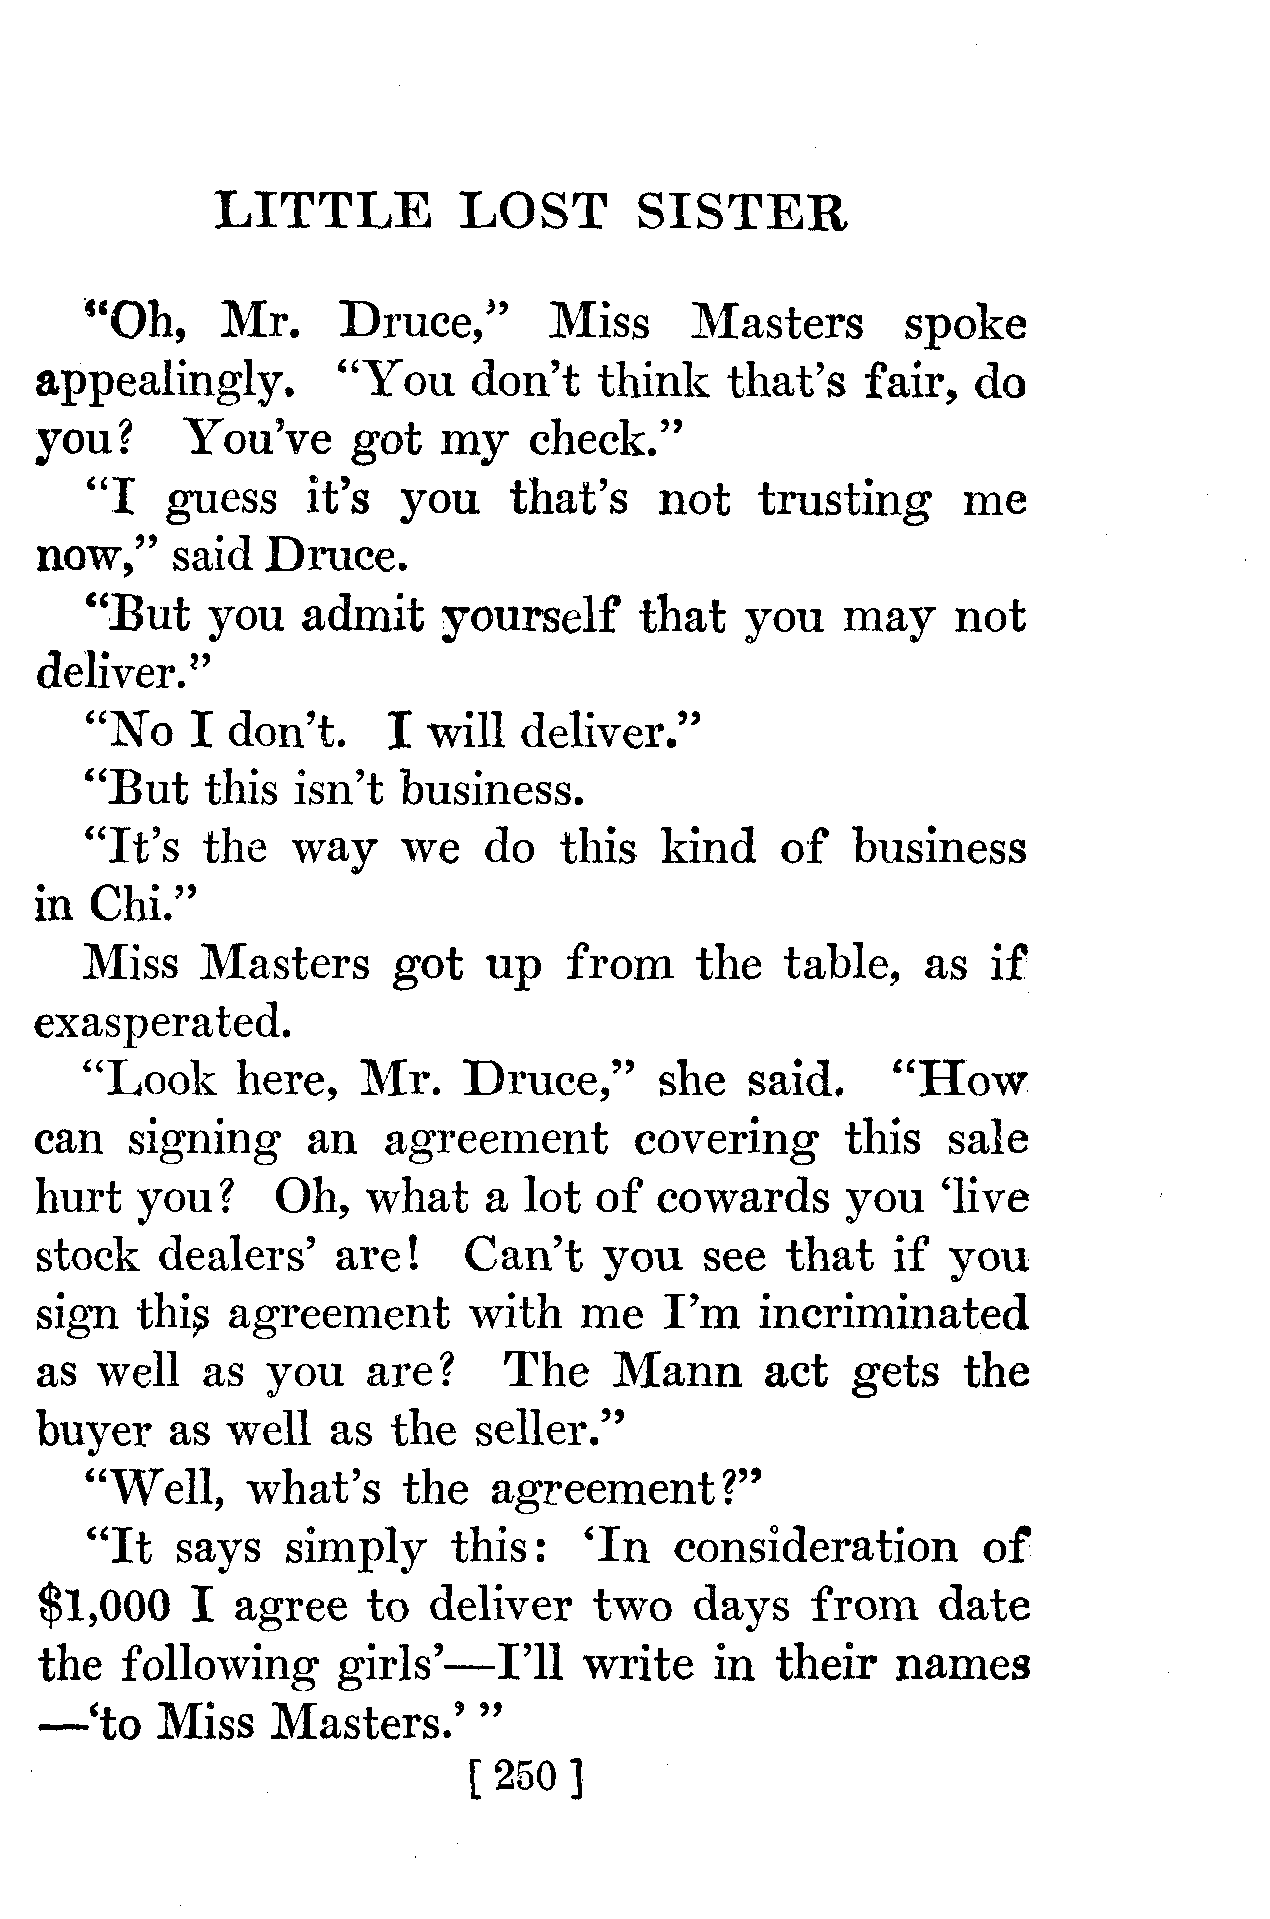 LITTLE LOST SISTER
“Oh, Mr. Druce,” Miss Masters spoke
appealingly. “You don’t think that’s fair, do
you? You’ve got my check.”
“I guess it’s you that’s not trusting me
now,” said Druce.
“But you admit yourself that you may not
deliver.”
“No I don’t. I will deliver.”
“But this isn’t business.
“It’s the way we do this kind of business
in Chi.”
Miss Masters got up from the table, as if
exasperated.
“Look here, Mr. Druce,” she said. “How
can signing an agreement covering this sale
hurt you? Oh, what a lot of cowards you ‘live
stock dealers’ are! Can’t you see that if you
sign this agreement with me I’m incriminated
as well as you are? The Mann act gets the
buyer as well as the seller.”
“Well, what’s the agreement?”
“It says simply this: ‘In consideration of
$1,000 I agree to deliver two days from date
the following girls’—I’ll write in their names
—‘to Miss Masters.’ ”
[ 250 ]